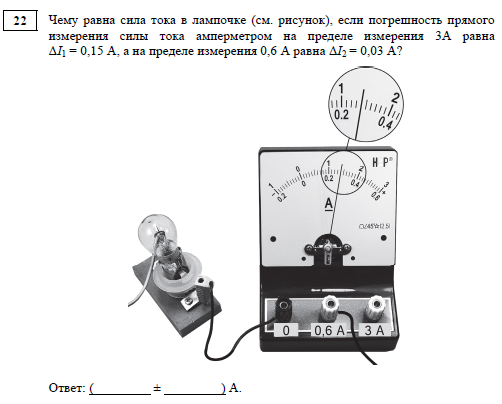 22
Чему равна сила тока в лампочке (см. рисунок), если погрешность прямого
измерения силы тока амперметром на пределе измерения 3А равна
ΔI₁ = 0,15 А, а на пределе измерения 0,6 А равна ΔI₂ = 0,03 А?
1 2
0.2 0.4
Н Р
1 0 1 2 3
-0.2 0 0.2 0.4 0.6
+
A
0 0,6 А 3 А
Ответ: ( ± ) А.